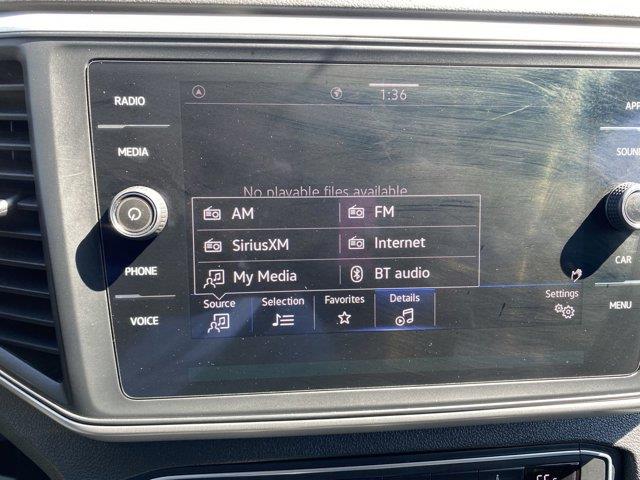 RADIO
MEDIA
PHONE
VOICE
1:36
No playable files available
AM
FM
SiriusXM
Internet
My Media
BT audio
Source
Selection
Favorites
Details
Settings
APP
SOUND
CAR
MENU